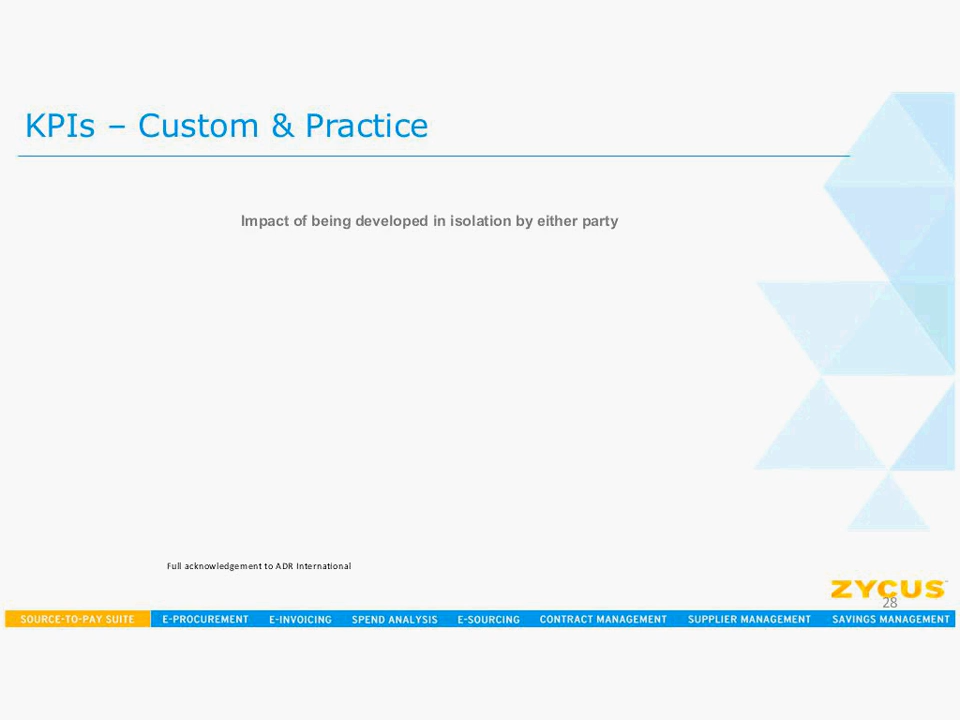 KPIs – Custom & Practice
Impact of being developed in isolation by either party
Full acknowledgement to ADR International
ZYCUS
28
SOURCE-TO-PAY SUITE E-PROCUREMENT E-INVOICING SPEND ANALYSIS E-SOURCING CONTRACT MANAGEMENT SUPPLIER MANAGEMENT SAVINGS MANAGEMENT